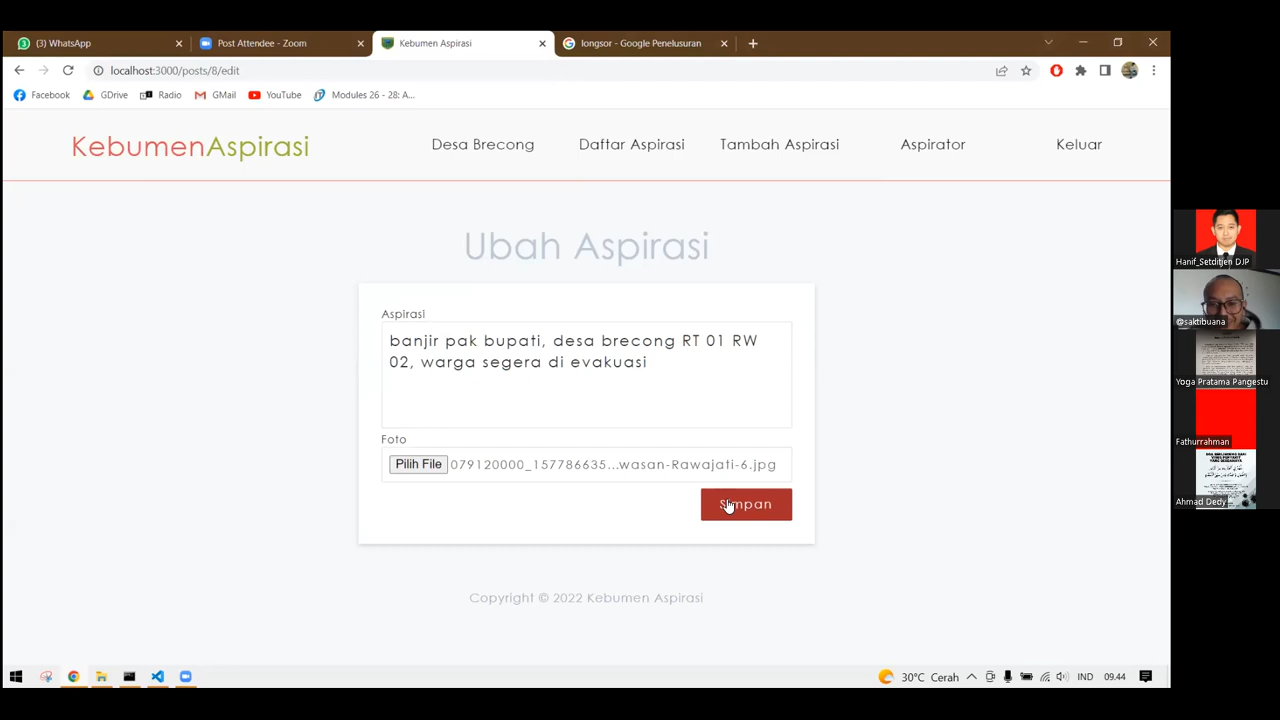 (3) WhatsApp
Post Attendee - Zoom
Kebumen Aspirasi
longsor - Google Penelusuran
localhost:3000/posts/8/edit
Facebook
GDrive
Radio
GMail
YouTube
Modules 26 - 28: A...
KebumenAspirasi
Desa Brecong
Daftar Aspirasi
Tambah Aspirasi
Aspirator
Keluar
Ubah Aspirasi
Aspirasi
banjir pak bupati, desa brecong RT 01 RW
02, warga segera di evakuasi
Foto
Pilih File
079120000_157786635...wasan-Rawajati-6.jpg
Simpan
Copyright © 2022 Kebumen Aspirasi
Hanif_Setditjen DJP
@saktibuana
Yoga Pratama Pangestu
Fathurrahman
Ahmad Dedy...
30°C Cerah
IND
09.44